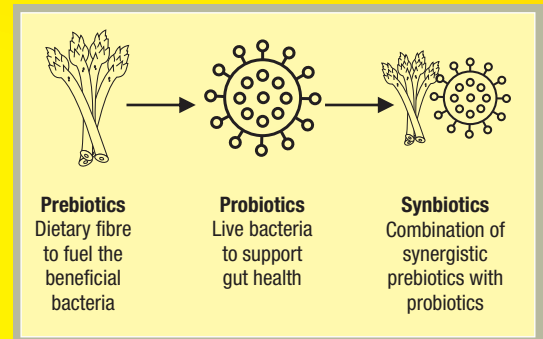 Prebiotics
Dietary fibre
to fuel the
beneficial
bacteria
Probiotics
Live bacteria
to support
gut health
Synbiotics
Combination of
synergistic
prebiotics with
probiotics